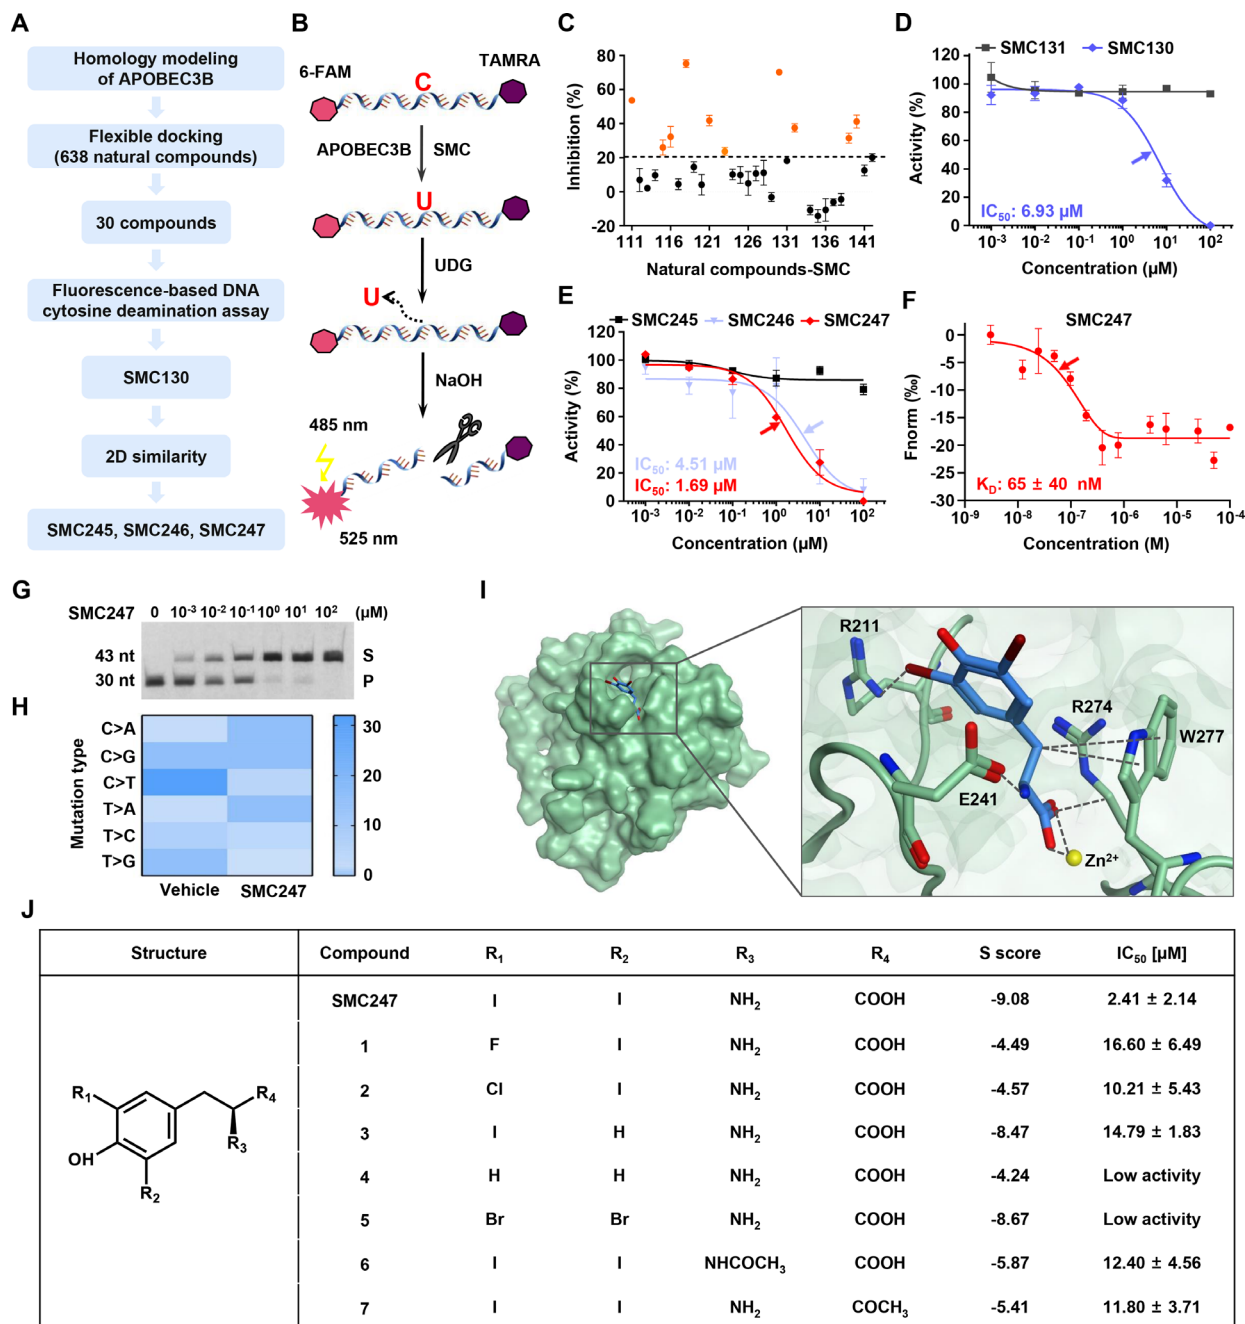 A
Homology modeling
of APOBEC3B
Flexible docking
(638 natural compounds)
30 compounds
Fluorescence-based DNA
cytosine deamination assay
SMC130
2D similarity
SMC245, SMC246, SMC247
B
6-FAM
TAMRA
C
APOBEC3B
SMC
U
UDG
U
NaOH
485 nm
525 nm
C
Inhibition (%)
100
80
60
40
20
0
-20
111 116 121 126 131 136 141
Natural compounds-SMC
D
SMC131 SMC130
Activity (%)
120
100
80
60
40
20
0
IC₅₀: 6.93 µM
10⁻³ 10⁻² 10⁻¹ 10⁰ 10¹ 10²
Concentration (µM)
E
SMC245 SMC246 SMC247
Activity (%)
120
100
80
60
40
20
0
IC₅₀: 4.51 µM
IC₅₀: 1.69 µM
10⁻³ 10⁻² 10⁻¹ 10⁰ 10¹ 10²
Concentration (µM)
F
SMC247
Fnorm (‰)
0
-5
-10
-15
-20
-25
-30
K_D: 65 ± 40 nM
10⁻⁹ 10⁻⁸ 10⁻⁷ 10⁻⁶ 10⁻⁵ 10⁻⁴
Concentration (M)
G
SMC247 0 10⁻³ 10⁻² 10⁻¹ 10⁰ 10¹ 10² (µM)
43 nt S
30 nt P
H
Mutation type
C>A
C>G
C>T
T>A
T>C
T>G
Vehicle SMC247
30
20
10
0
I
R211
R274
W277
E241
Zn²⁺
J
Structure Compound R₁ R₂ R₃ R₄ S score IC₅₀ [µM]
SMC247 I I NH₂ COOH -9.08 2.41 ± 2.14
1 F I NH₂ COOH -4.49 16.60 ± 6.49
2 Cl I NH₂ COOH -4.57 10.21 ± 5.43
3 I H NH₂ COOH -8.47 14.79 ± 1.83
4 H H NH₂ COOH -4.24 Low activity
5 Br Br NH₂ COOH -8.67 Low activity
6 I I NHCOCH₃ COOH -5.87 12.40 ± 4.56
7 I I NH₂ COCH₃ -5.41 11.80 ± 3.71
R₁
R₄
R₃
OH
R₂